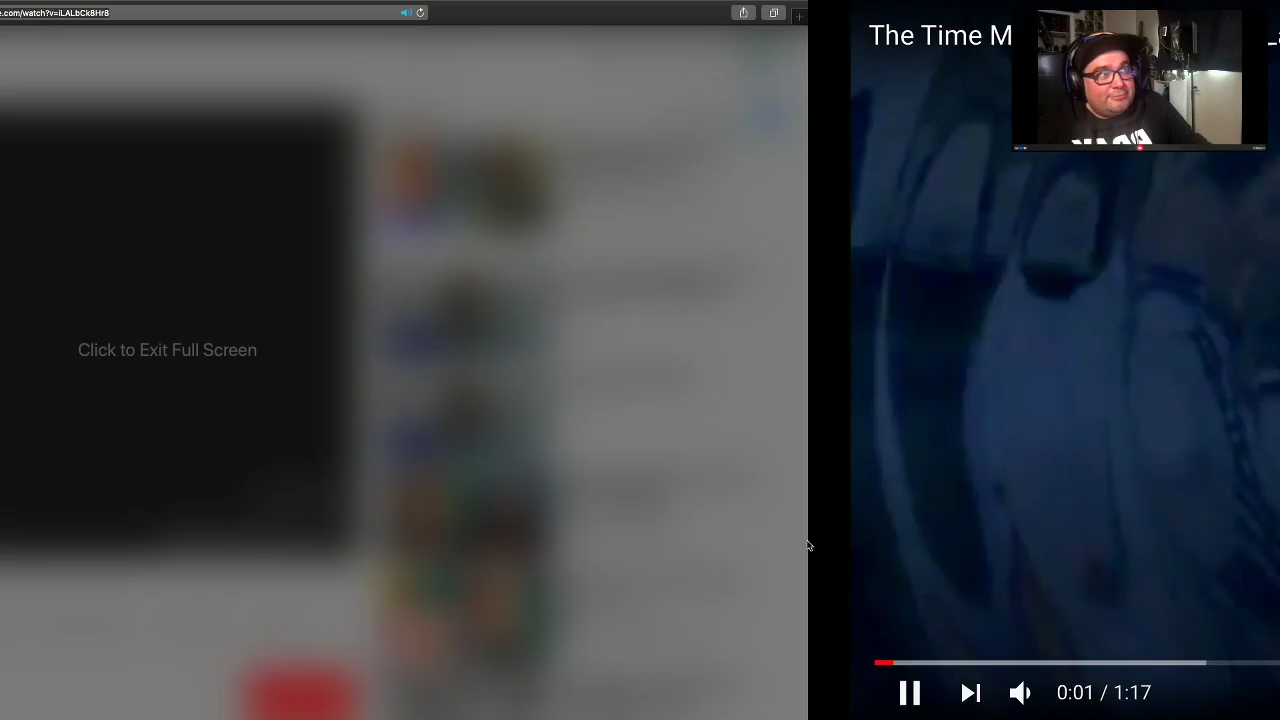 e.com/watch?v=iLALbCk8Hr8
The Time M
Click to Exit Full Screen
0:01 / 1:17